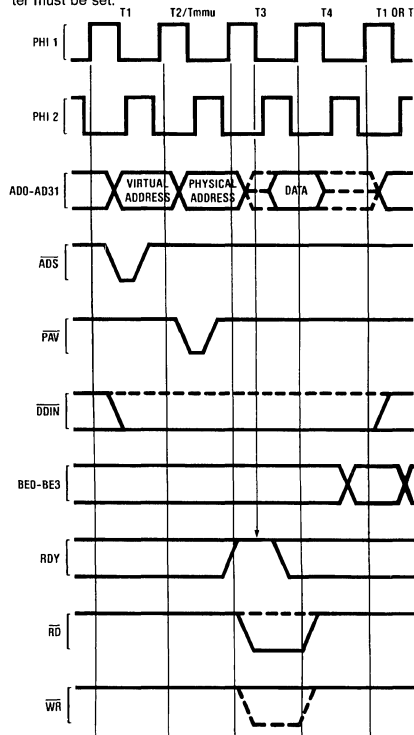 ter must be set.
T1 T2/Tmmu T3 T4 T1 OR T
PHI 1
PHI 2
AD0-AD31
VIRTUAL ADDRESS
PHYSICAL ADDRESS
DATA
ADS
PAV
DDIN
BE0-BE3
RDY
RD
WR